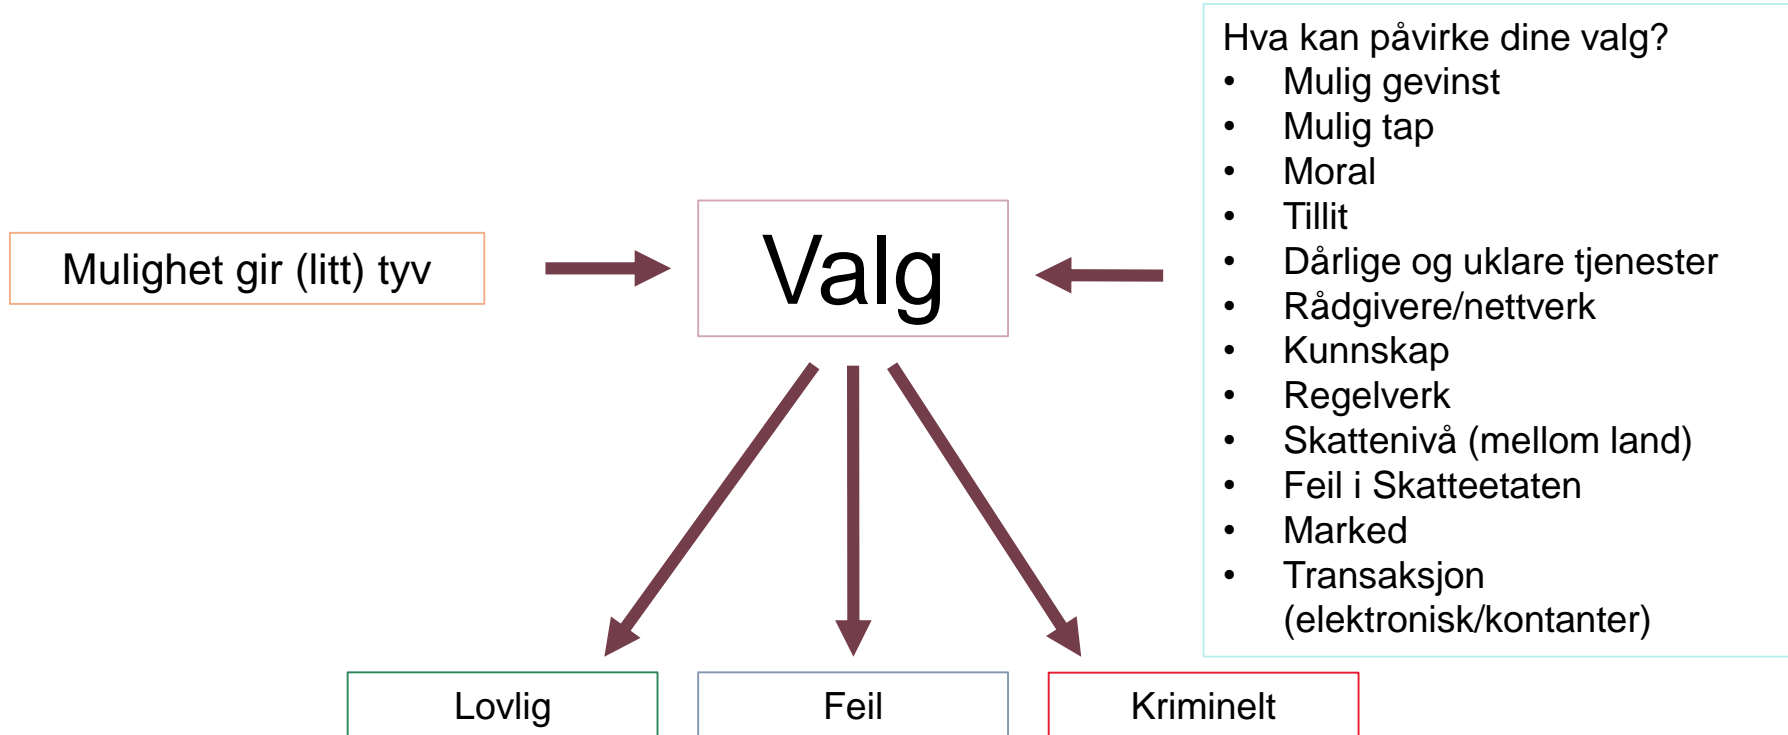 Mulighet gir (litt) tyv
Valg
Hva kan påvirke dine valg?
• Mulig gevinst
• Mulig tap
• Moral
• Tillit
• Dårlige og uklare tjenester
• Rådgivere/nettverk
• Kunnskap
• Regelverk
• Skattenivå (mellom land)
• Feil i Skatteetaten
• Marked
• Transaksjon
(elektronisk/kontanter)
Lovlig
Feil
Kriminelt